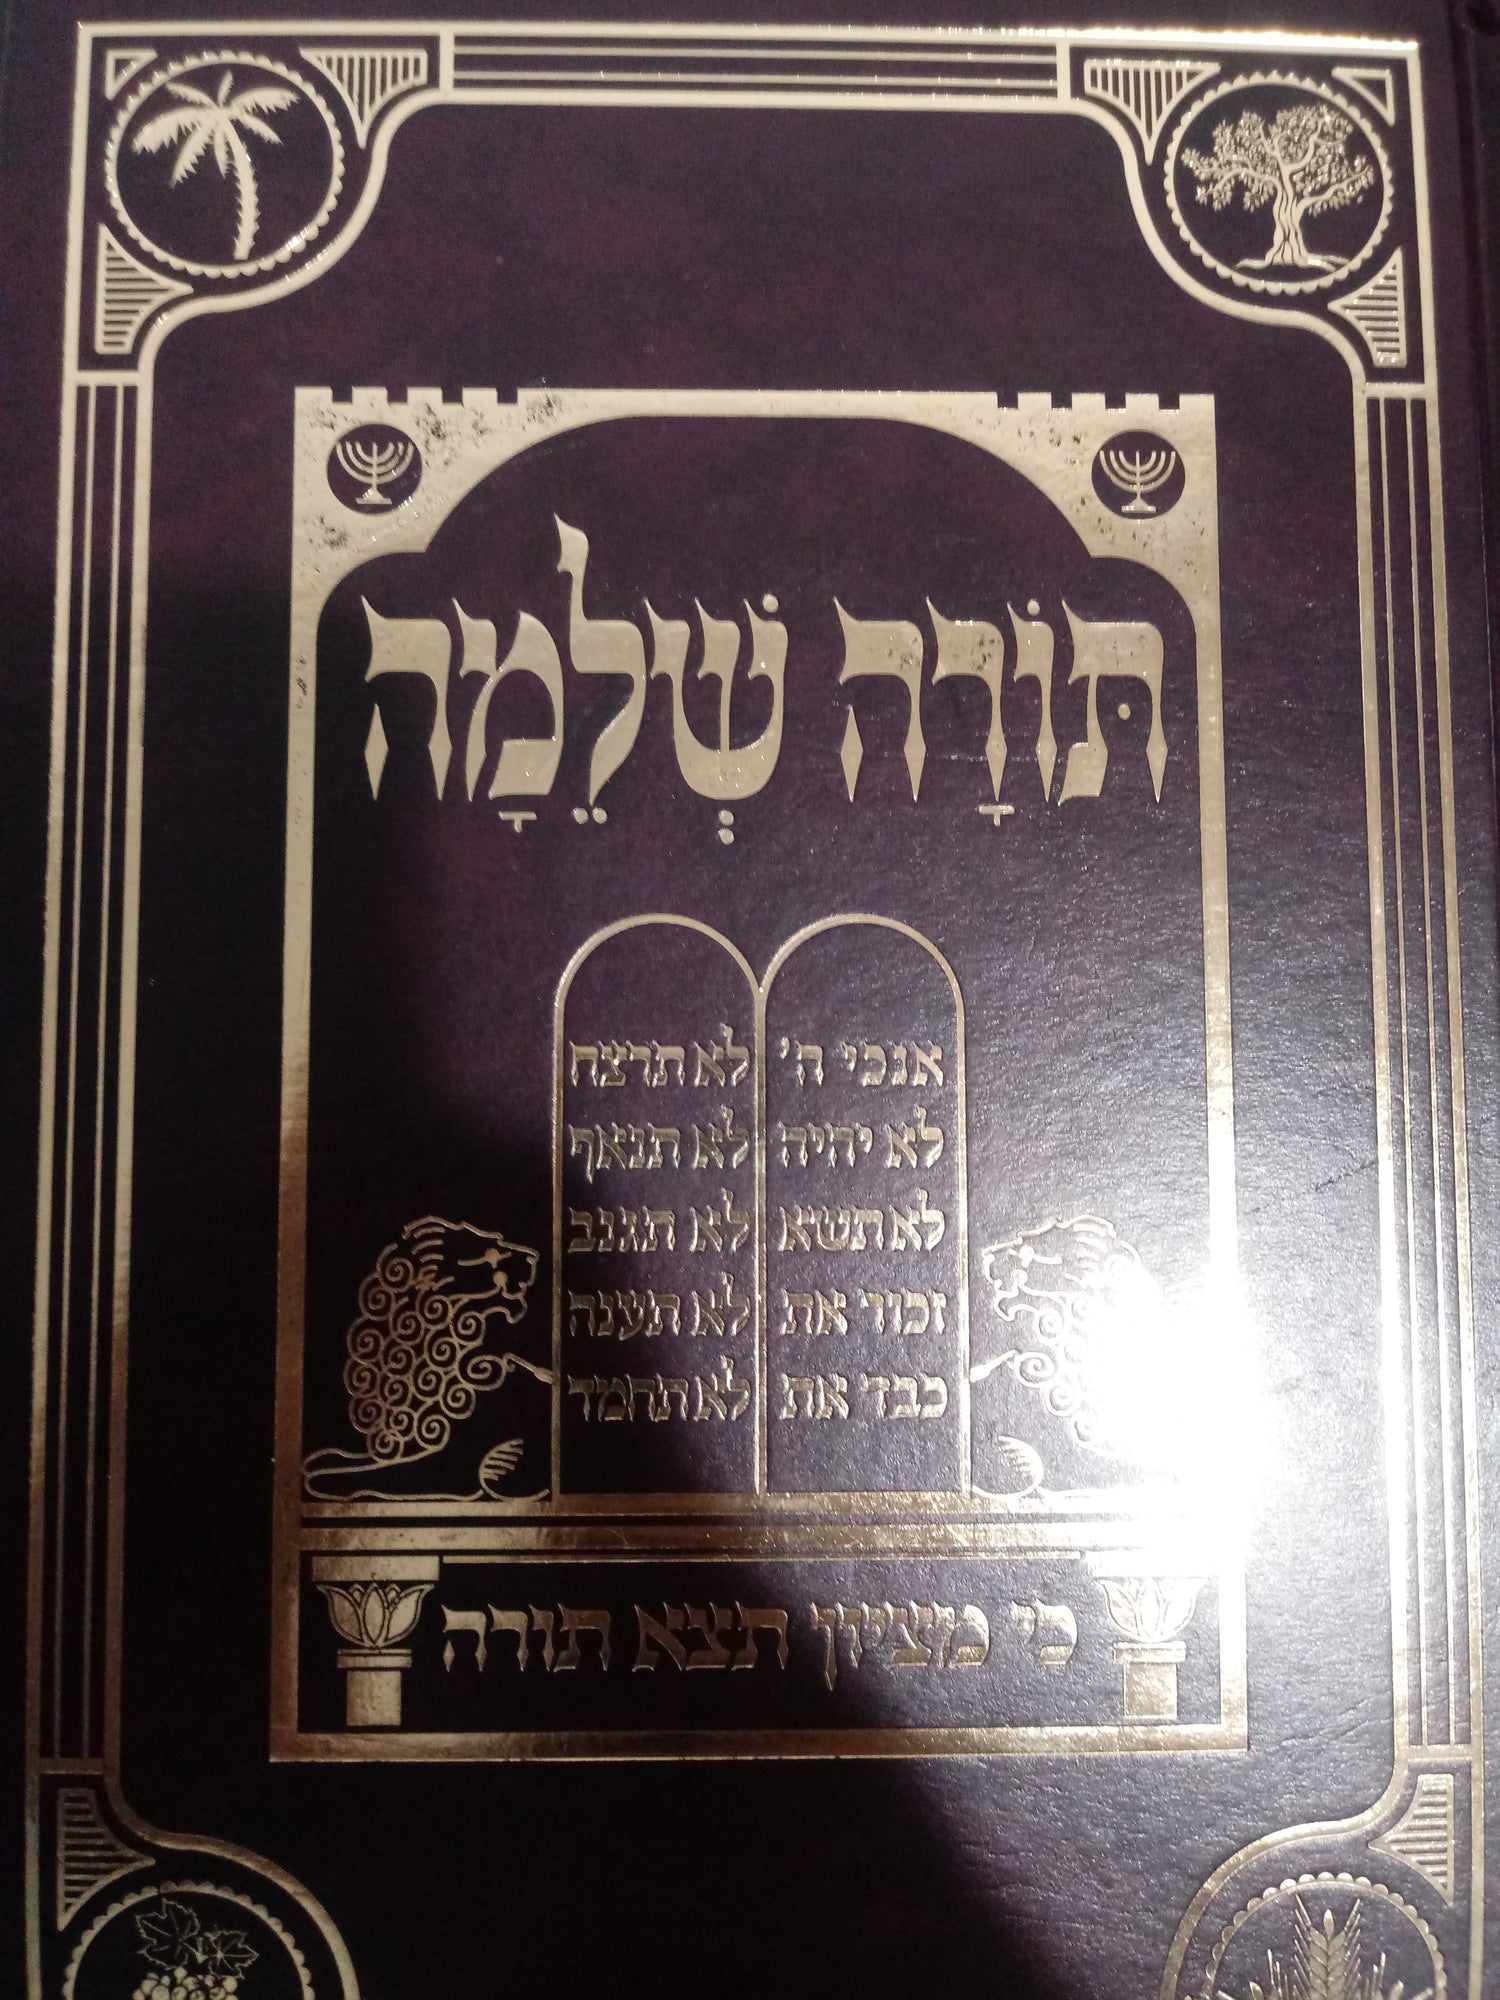 תּוֹרָה שְׁלֵמָה
אנכי ה'
לא יהיה
לא תשא
זכור את
כבד את
לא תרצח
לא תנאף
לא תגנב
לא תענה
לא תחמד
כי מציון תצא תורה